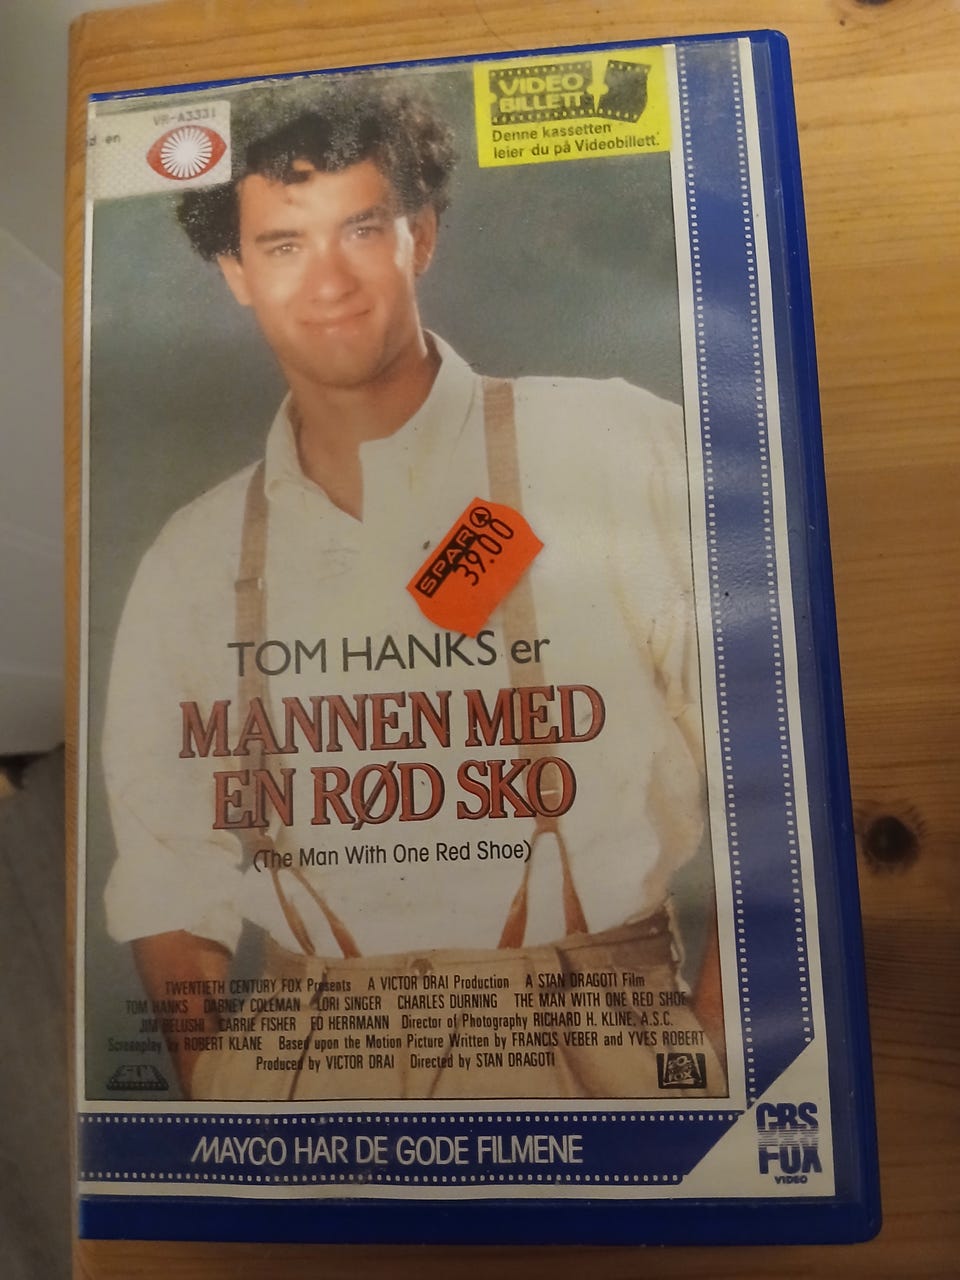 d en
VR-A3331
VIDEO
BILLETT
Denne kassetten
leier du på Videobillett.
SPAR
39.00
TOM HANKS er
MANNEN MED
EN RØD SKO
(The Man With One Red Shoe)
TWENTIETH CENTURY FOX Presents A VICTOR DRAI Production A STAN DRAGOTI Film
TOM HANKS DABNEY COLEMAN LORI SINGER CHARLES DURNING THE MAN WITH ONE RED SHOE
JIM BELUSHI CARRIE FISHER ED HERRMANN Director of Photography RICHARD H. KLINE, A.S.C.
Screenplay by ROBERT KLANE Based upon the Motion Picture Written by FRANCIS VEBER and YVES ROBERT
Produced by VICTOR DRAI Directed by STAN DRAGOTI
MAYCO HAR DE GODE FILMENE
CBS
FOX
VIDEO